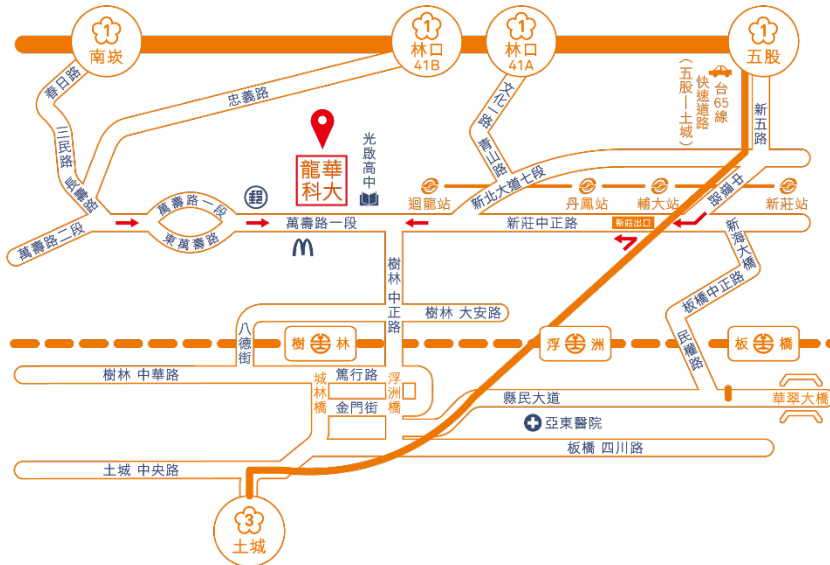 1
南崁
1
林口
41B
1
林口
41A
1
五股
春日路
三民路
長壽路
忠義路
文化一路
青山路
台65線
快速道路
(五股—土城)
新五路
龍華
科大
光啟高中
郵
迴龍站
新北大道七段
丹鳳站
輔大站
中興路
新莊站
萬壽路二段
萬壽路一段
東萬壽路
萬壽路一段
新莊中正路
新莊出口
新海大橋
板橋中正路
民權路
樹林 中正路
樹林 大安路
八德街
樹 林
浮 洲
板 橋
樹林 中華路
城林橋
篤行路
浮洲橋
金門街
縣民大道
華翠大橋
亞東醫院
板橋 四川路
土城 中央路
3
土城